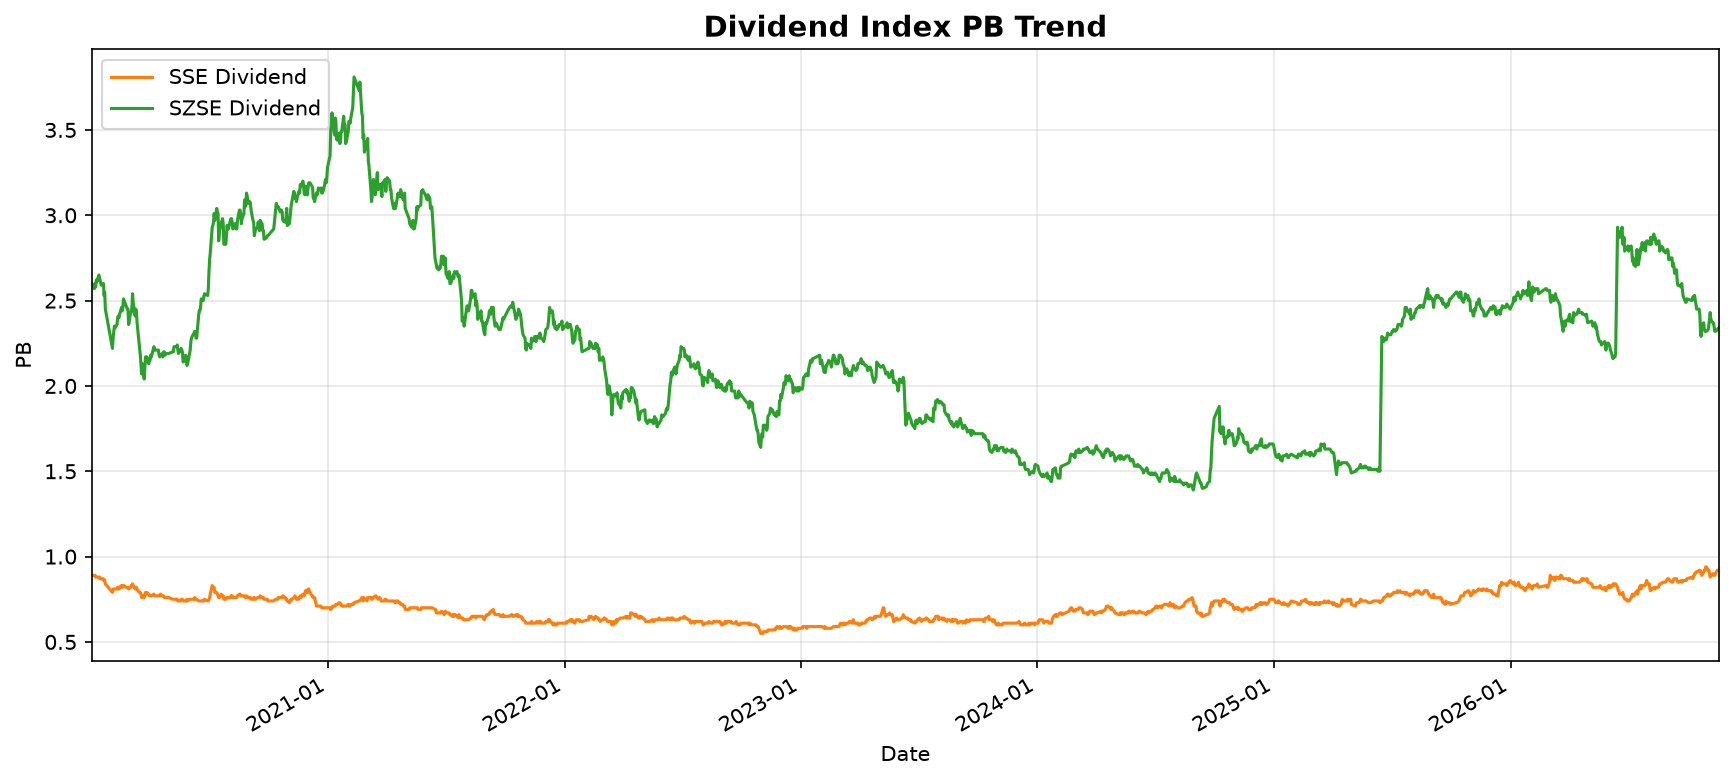 Dividend Index PB Trend
SSE Dividend
SZSE Dividend
PB
3.5
3.0
2.5
2.0
1.5
1.0
0.5
2021-01
2022-01
2023-01
2024-01
2025-01
2026-01
Date